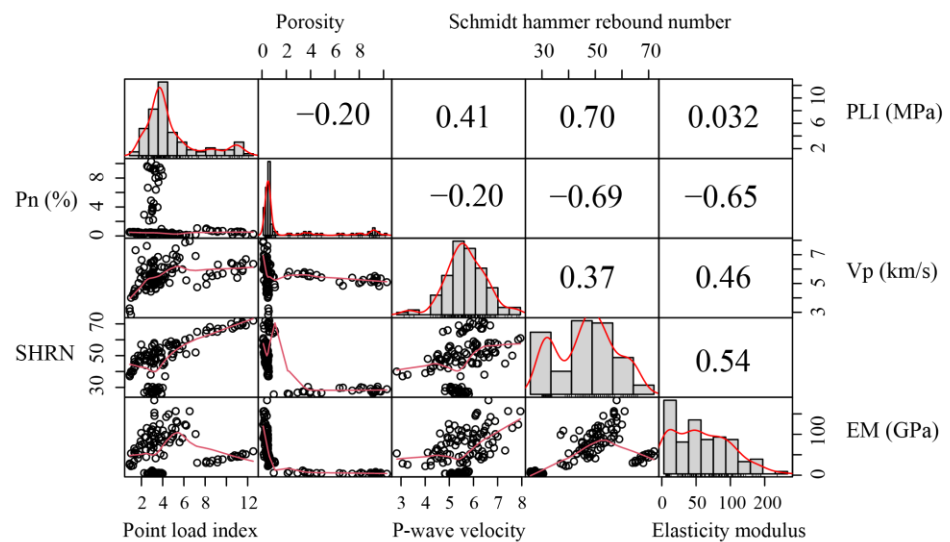 Porosity Schmidt hammer rebound number
0 2 4 6 8 30 50 70
−0.20 0.41 0.70 0.032 2 6 10 PLI (MPa)
Pn (%) 0 4 8 −0.20 −0.69 −0.65
0.37 0.46 3 5 7 Vp (km/s)
SHRN 30 50 70 0.54
0 100 EM (GPa)
2 4 6 8 12 3 4 5 6 7 8 0 50 100 200
Point load index P-wave velocity Elasticity modulus